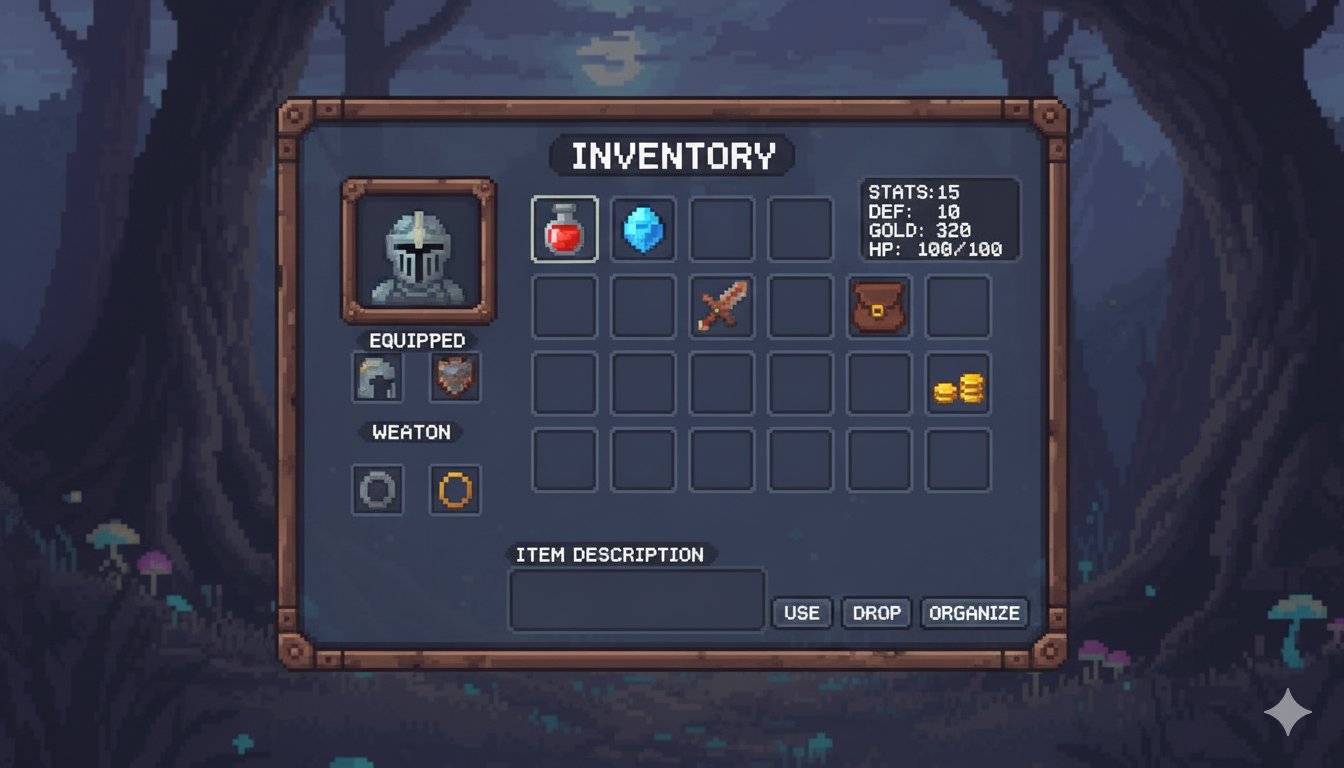 INVENTORY
STATS:15
DEF: 10
GOLD: 320
HP: 100/100
EQUIPPED
WEATON
ITEM DESCRIPTION
USE
DROP
ORGANIZE